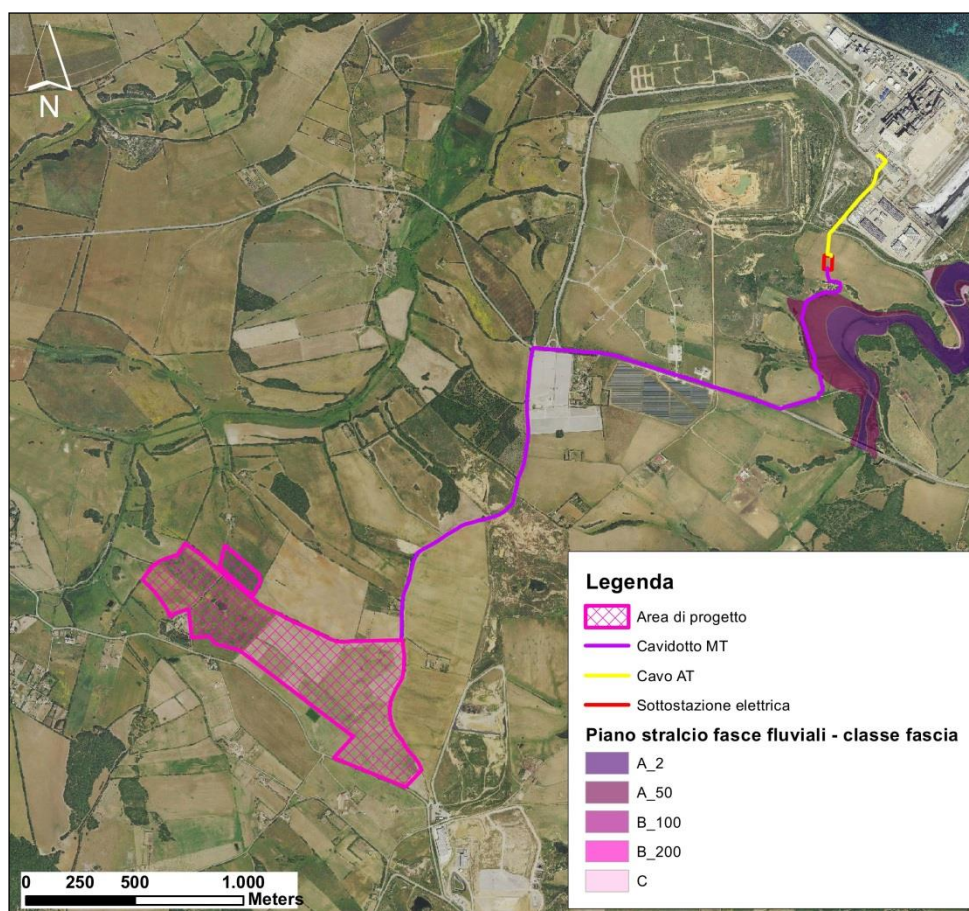 N
Legenda
Area di progetto
Cavidotto MT
Cavo AT
Sottostazione elettrica
Piano stralcio fasce fluviali - classe fascia
A_2
A_50
B_100
B_200
C
0 250 500 1.000
Meters